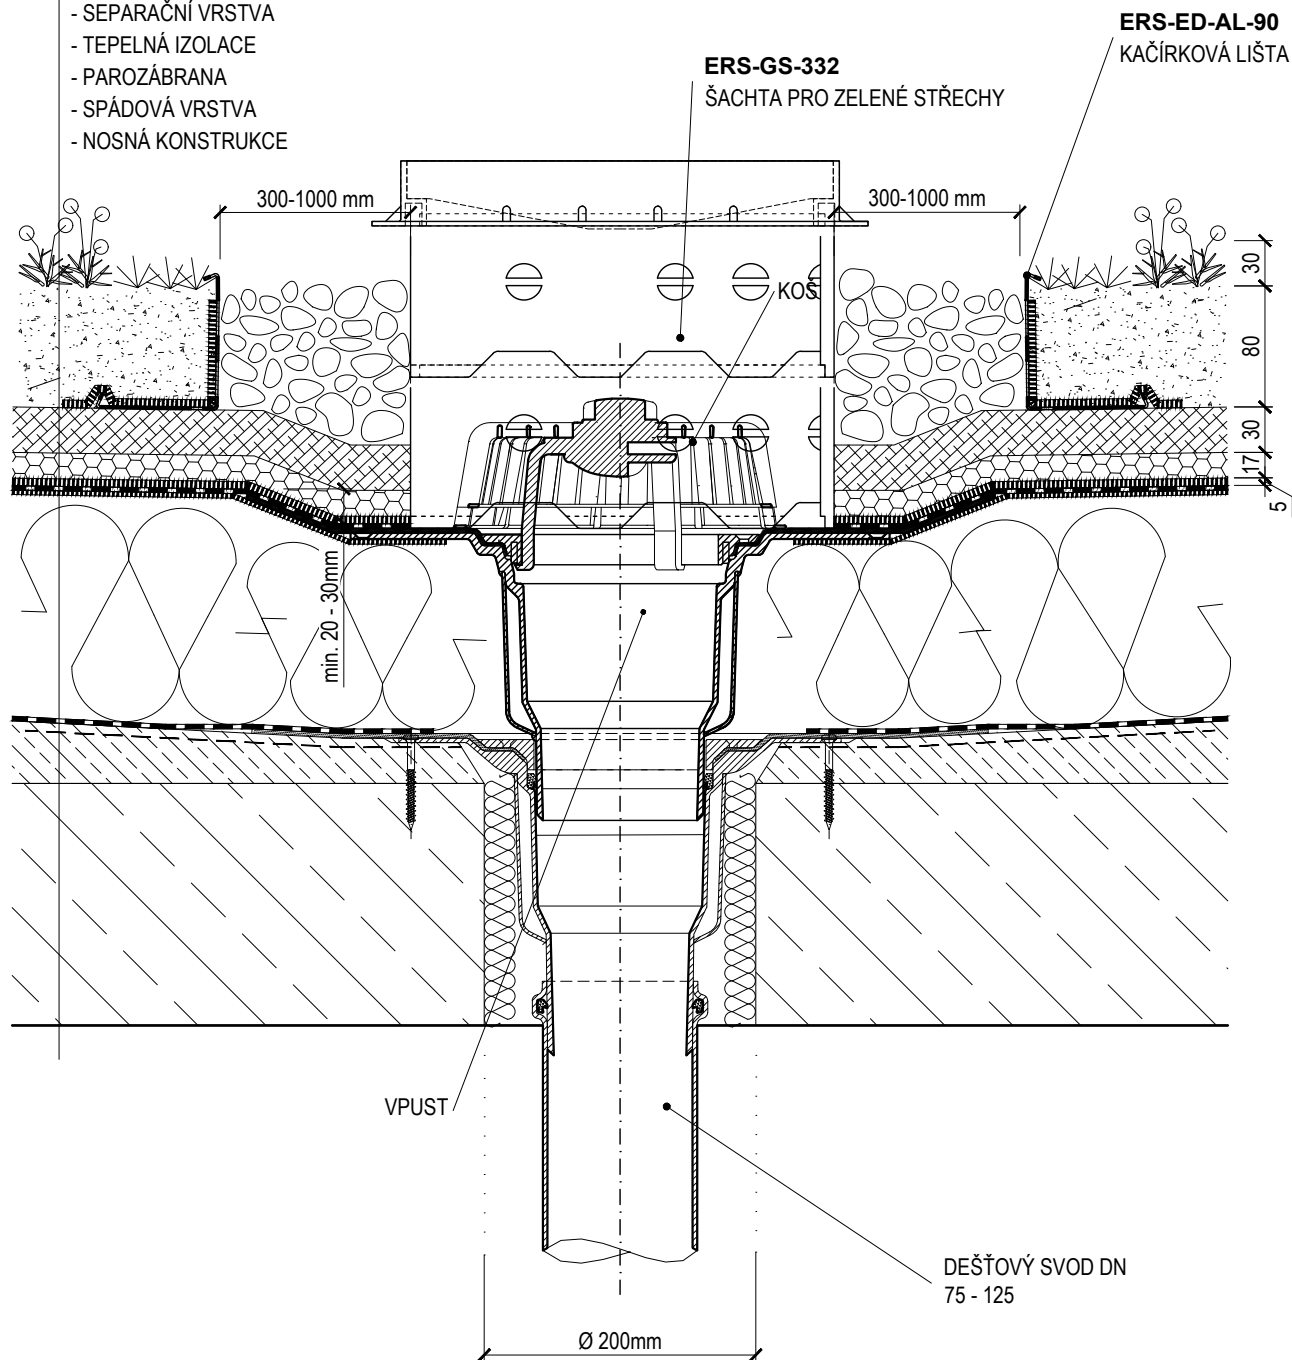 - SEPARAČNÍ VRSTVA
- TEPELNÁ IZOLACE
- PAROZÁBRANA
- SPÁDOVÁ VRSTVA
- NOSNÁ KONSTRUKCE
ERS-GS-332
ŠACHTA PRO ZELENÉ STŘECHY
ERS-ED-AL-90
KAČÍRKOVÁ LIŠTA
300-1000 mm
300-1000 mm
KOŠ
30
80
30
17
5
min. 20 - 30mm
VPUST
DEŠŤOVÝ SVOD DN
75 - 125
Ø 200mm